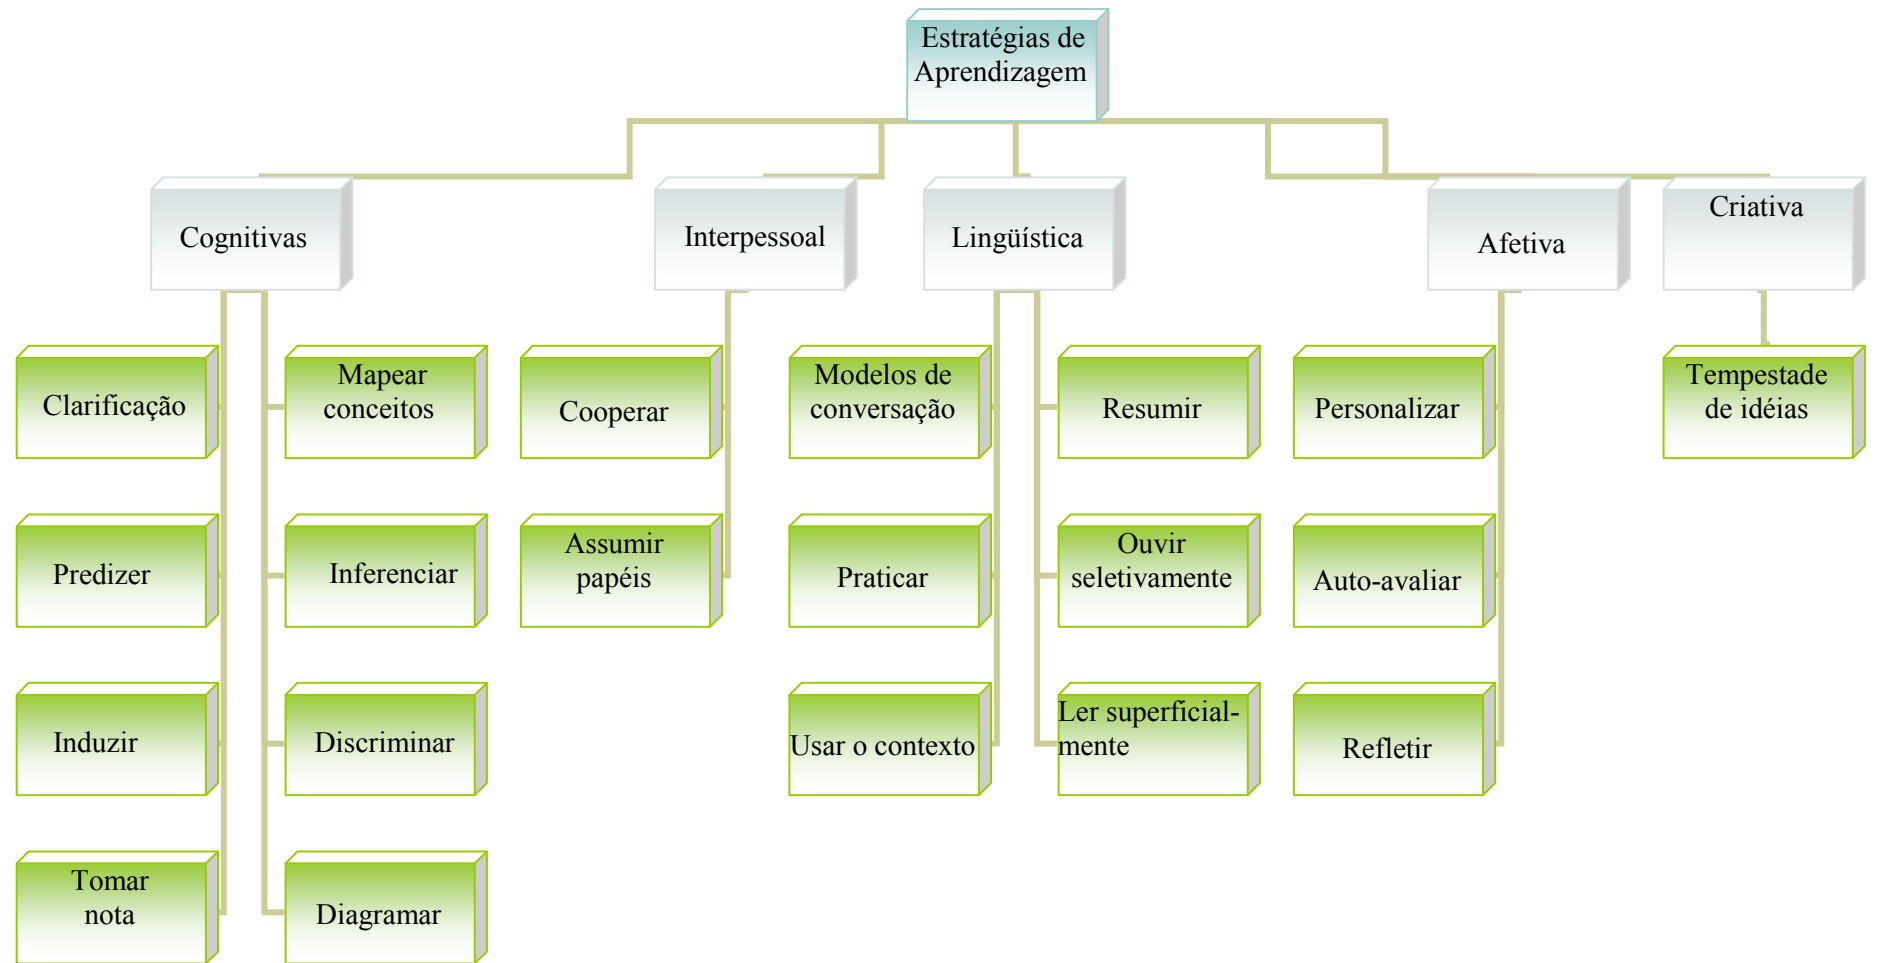 Estratégias de
Aprendizagem
Cognitivas
Interpessoal
Lingüística
Afetiva
Criativa
Clarificação
Mapear
conceitos
Cooperar
Modelos de
conversação
Resumir
Personalizar
Tempestade
de idéias
Predizer
Inferenciar
Assumir
papéis
Praticar
Ouvir
seletivamente
Auto-avaliar
Induzir
Discriminar
Usar o contexto
Ler superficial-
mente
Refletir
Tomar
nota
Diagramar